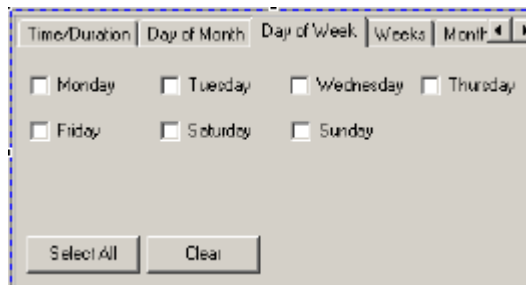 Time/Duration Day of Month Day of Week Weeks Month
Monday Tuesday Wednesday Thursday
Friday Saturday Sunday
Select All Clear